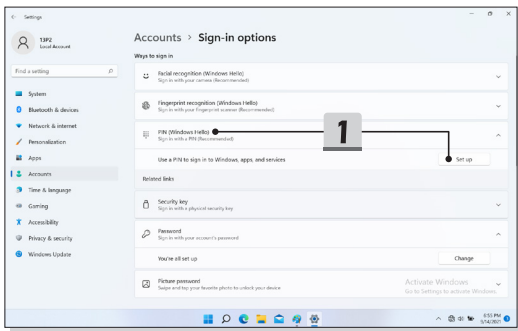 Settings
13P2
Local Account
Find a setting
System
Bluetooth & devices
Network & internet
Personalization
Apps
Accounts
Time & language
Gaming
Accessibility
Privacy & security
Windows Update
Accounts > Sign-in options
Ways to sign in
Facial recognition (Windows Hello)
Sign in with your camera (Recommended)
Fingerprint recognition (Windows Hello)
Sign in with your fingerprint scanner (Recommended)
PIN (Windows Hello)
Sign in with a PIN (Recommended)
1
Use a PIN to sign in to Windows, apps, and services
Set up
Related links
Security key
Sign in with a physical security key
Password
Sign in with your account's password
You're all set up
Change
Picture password
Swipe and tap your favorite photo to unlock your device
Activate Windows
Go to Settings to activate Windows.
6:55 PM
5/14/2021